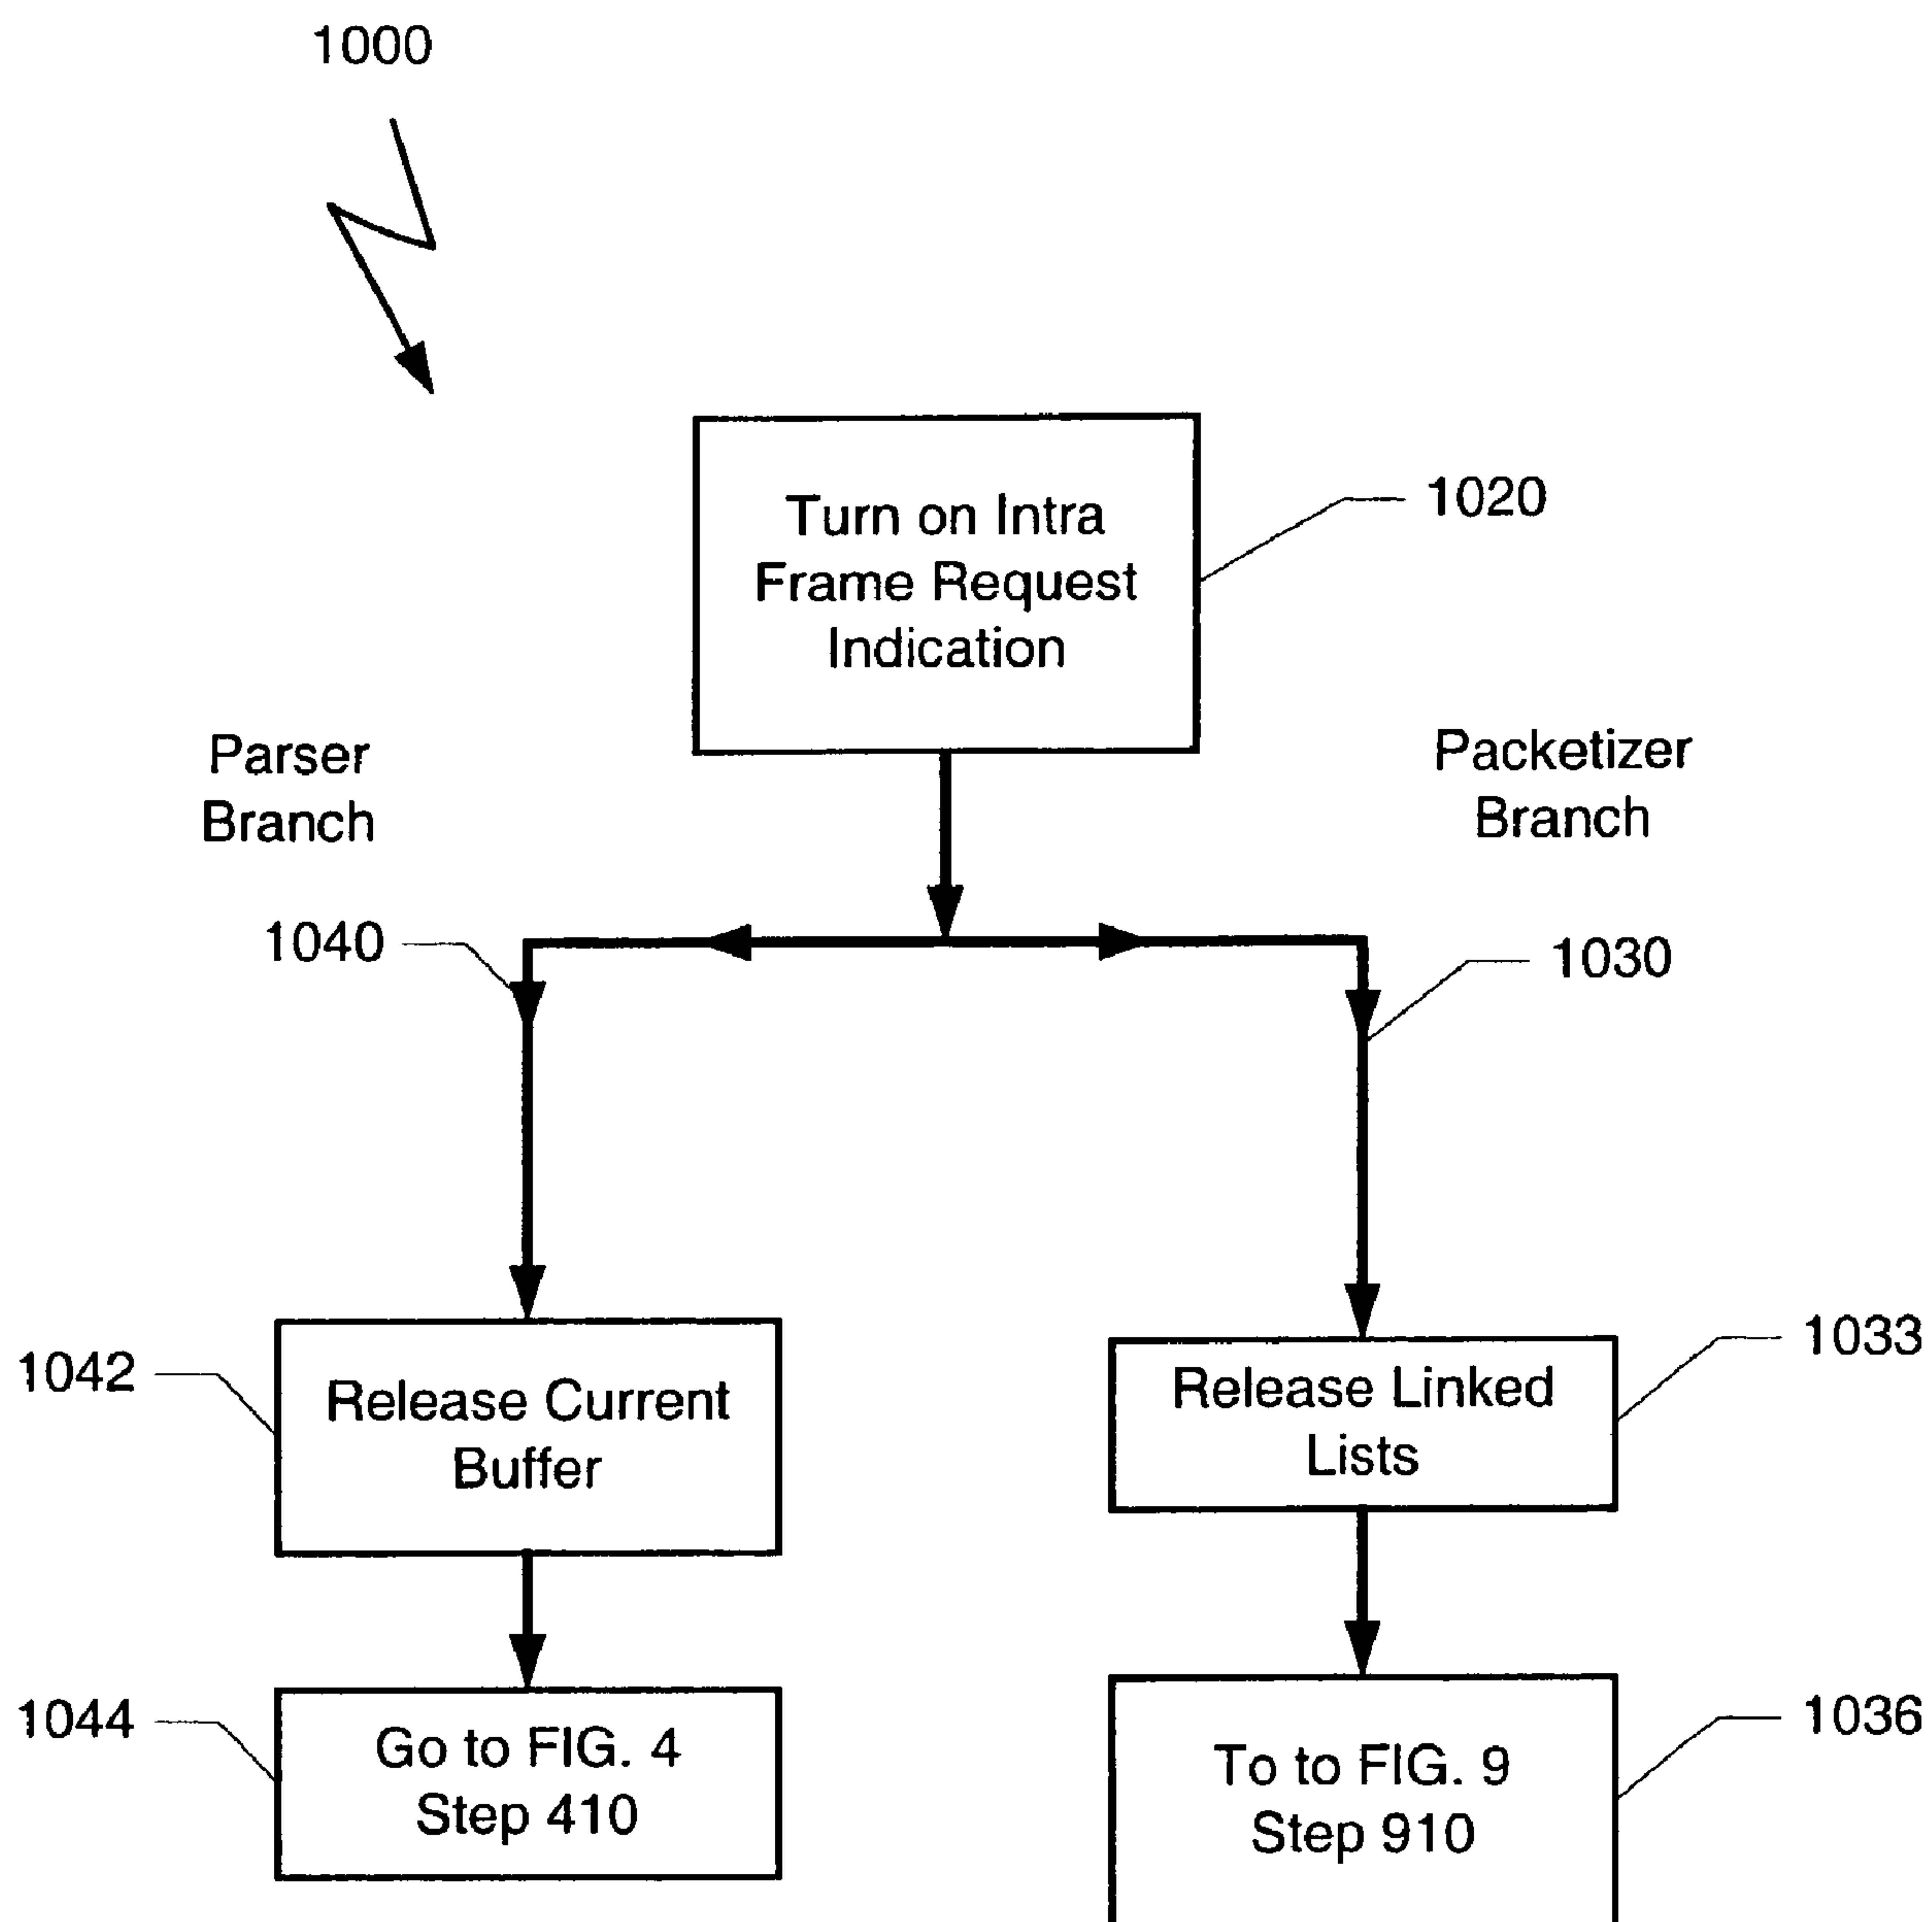 1000
Turn on Intra
Frame Request
Indication
1020
Parser
Branch
Packetizer
Branch
1040
1030
1042
Release Current
Buffer
Release Linked
Lists
1033
1044
Go to FIG. 4
Step 410
To to FIG. 9
Step 910
1036